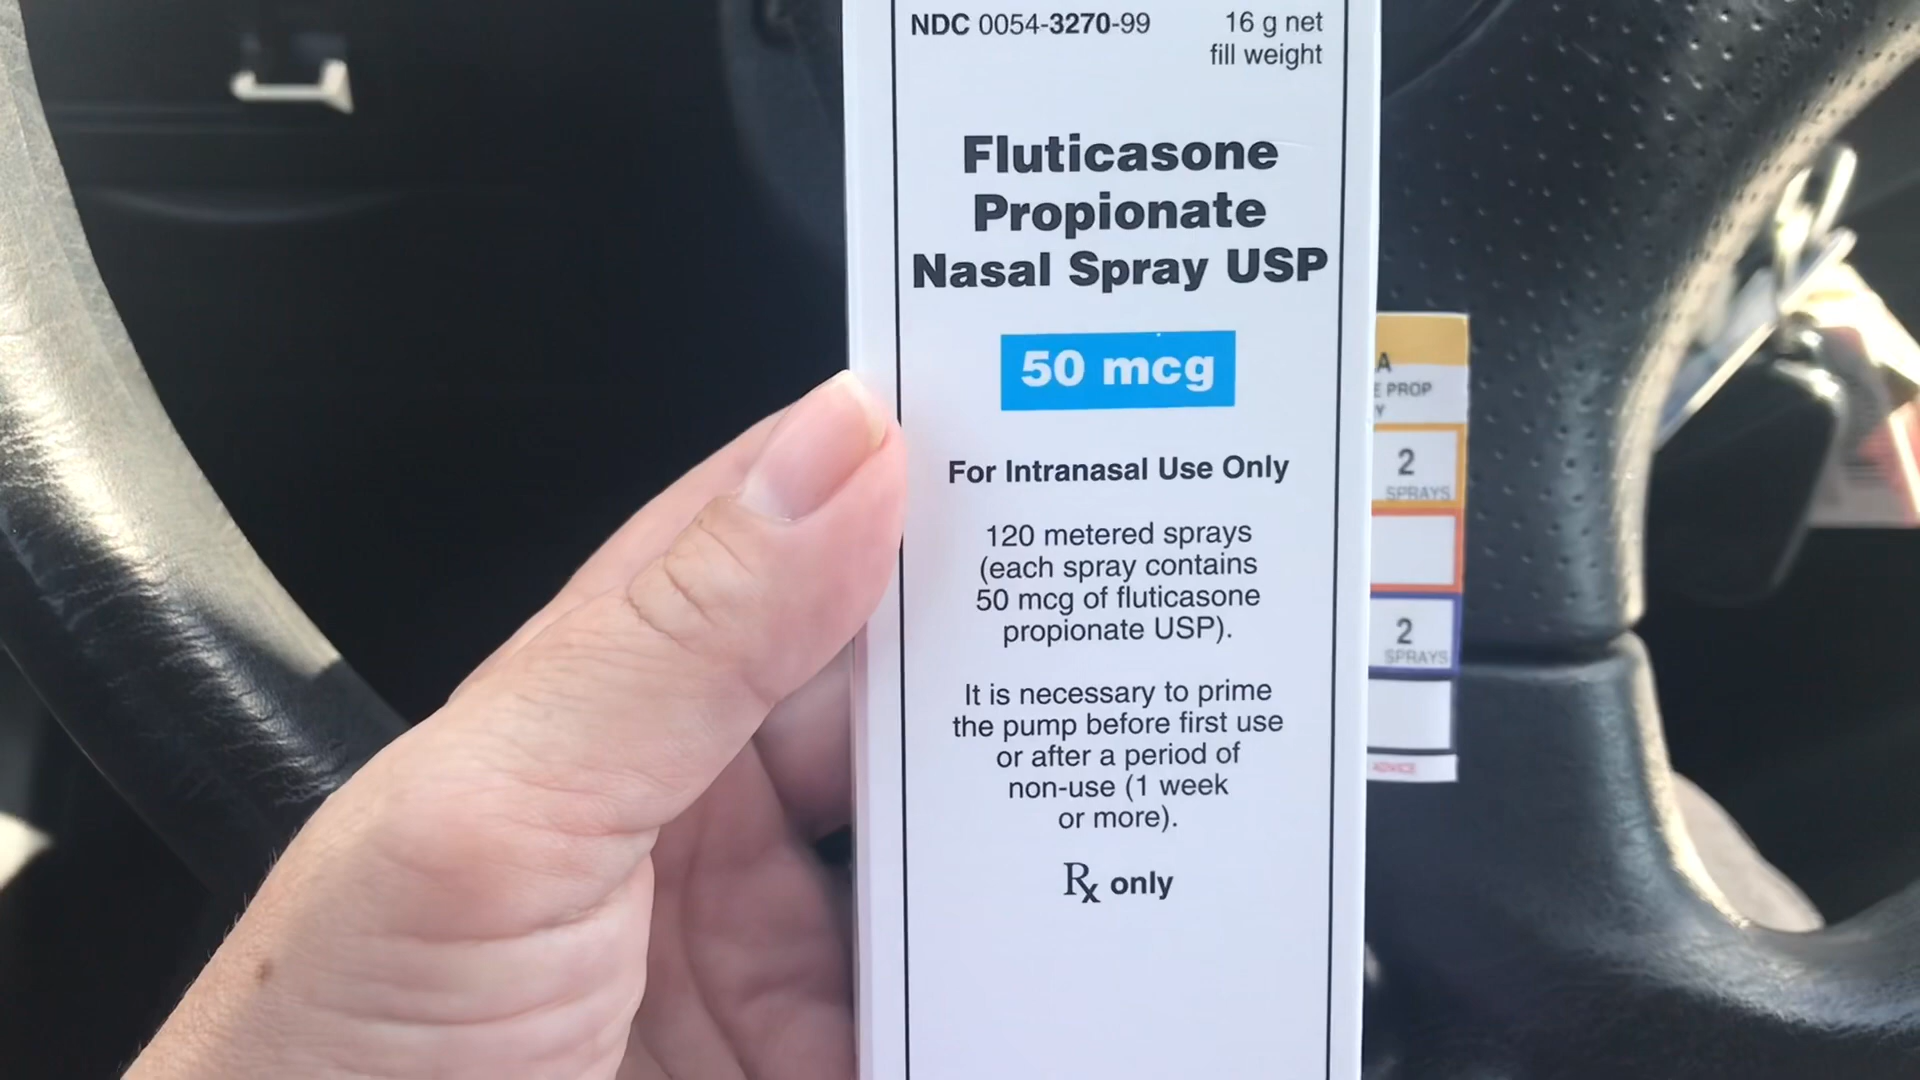 NDC 0054-3270-99
16 g net
fill weight
Fluticasone
Propionate
Nasal Spray USP
50 mcg
For Intranasal Use Only
120 metered sprays
(each spray contains
50 mcg of fluticasone
propionate USP).
It is necessary to prime
the pump before first use
or after a period of
non-use (1 week
or more).
Rx only
A
E PROP
Y
2
SPRAYS
2
SPRAYS
ADVICE